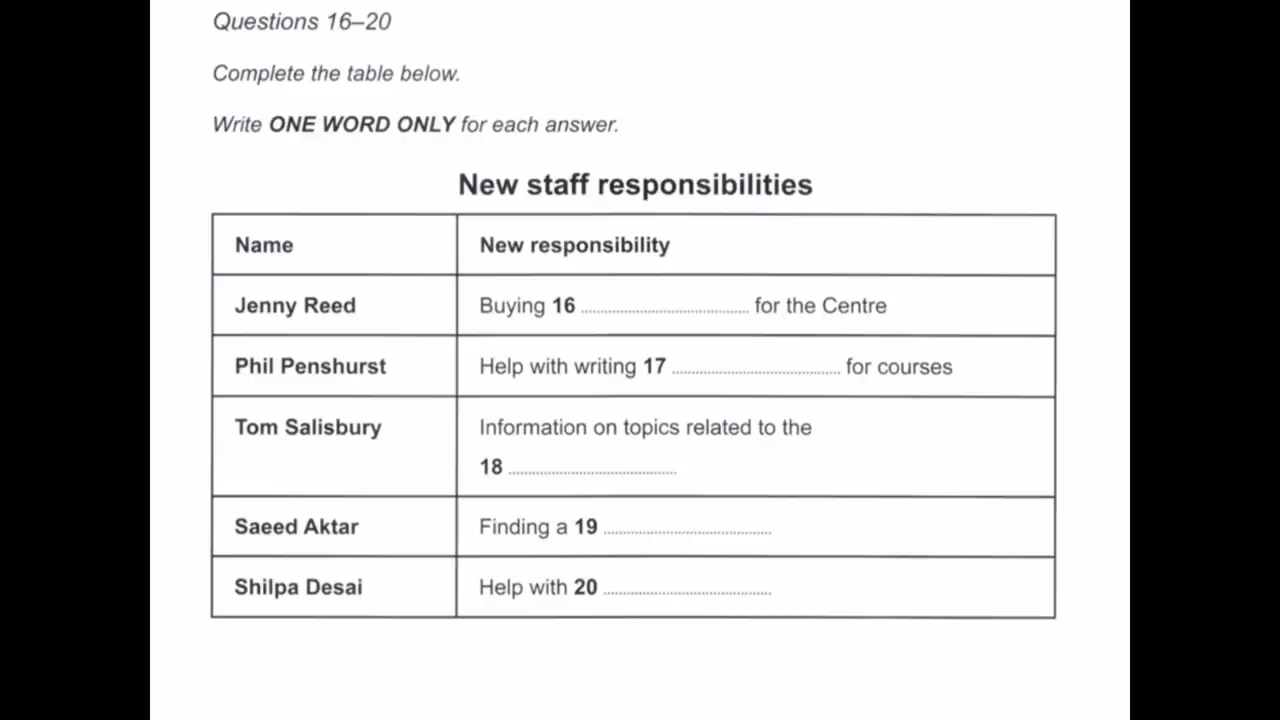 Questions 16–20
Complete the table below.
Write ONE WORD ONLY for each answer.
New staff responsibilities
Name New responsibility
Jenny Reed Buying 16 ........................................ for the Centre
Phil Penshurst Help with writing 17 ........................................ for courses
Tom Salisbury Information on topics related to the
18 ........................................
Saeed Aktar Finding a 19 ........................................
Shilpa Desai Help with 20 ........................................